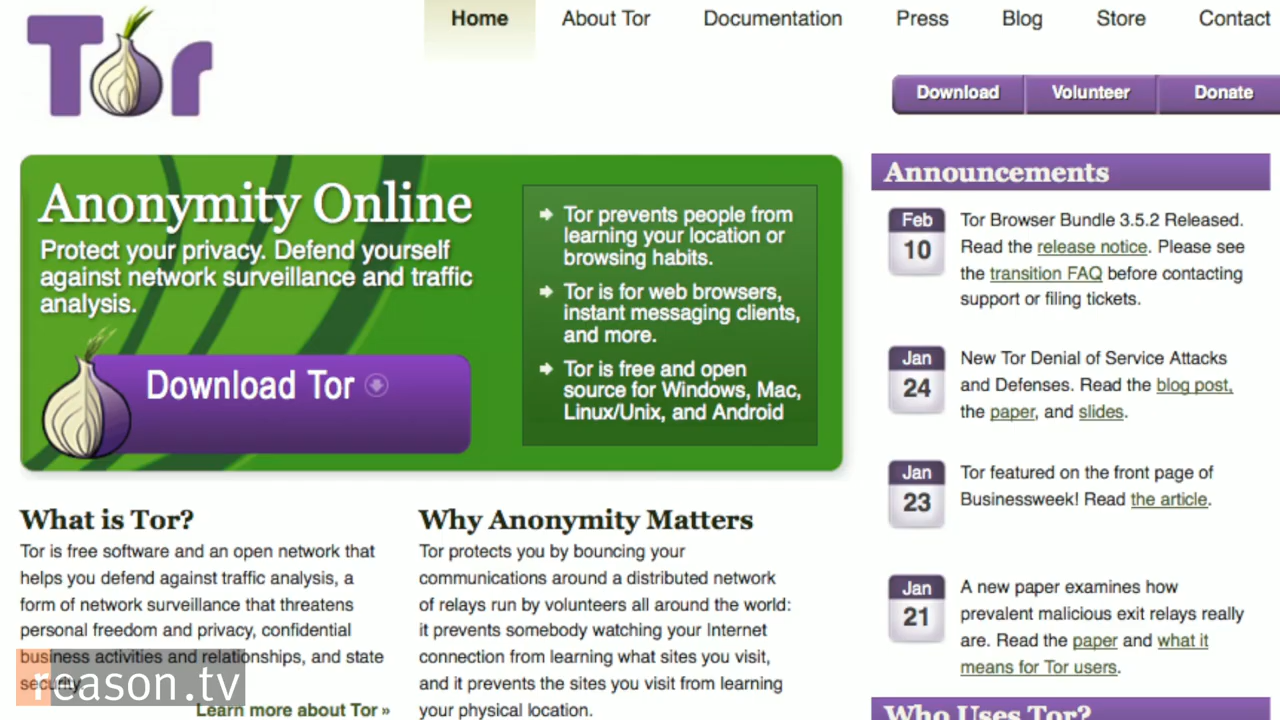 Tor
Home
About Tor
Documentation
Press
Blog
Store
Contact
Download
Volunteer
Donate
Anonymity Online
Protect your privacy. Defend yourself
against network surveillance and traffic
analysis.
Download Tor
Tor prevents people from
learning your location or
browsing habits.
Tor is for web browsers,
instant messaging clients,
and more.
Tor is free and open
source for Windows, Mac,
Linux/Unix, and Android
What is Tor?
Tor is free software and an open network that
helps you defend against traffic analysis, a
form of network surveillance that threatens
personal freedom and privacy, confidential
business activities and relationships, and state
security.
Learn more about Tor »
Why Anonymity Matters
Tor protects you by bouncing your
communications around a distributed network
of relays run by volunteers all around the world:
it prevents somebody watching your Internet
connection from learning what sites you visit,
and it prevents the sites you visit from learning
your physical location.
Announcements
Feb
10
Tor Browser Bundle 3.5.2 Released.
Read the release notice. Please see
the transition FAQ before contacting
support or filing tickets.
Jan
24
New Tor Denial of Service Attacks
and Defenses. Read the blog post,
the paper, and slides.
Jan
23
Tor featured on the front page of
Businessweek! Read the article.
Jan
21
A new paper examines how
prevalent malicious exit relays really
are. Read the paper and what it
means for Tor users.
Who Uses Tor?
reason.tv